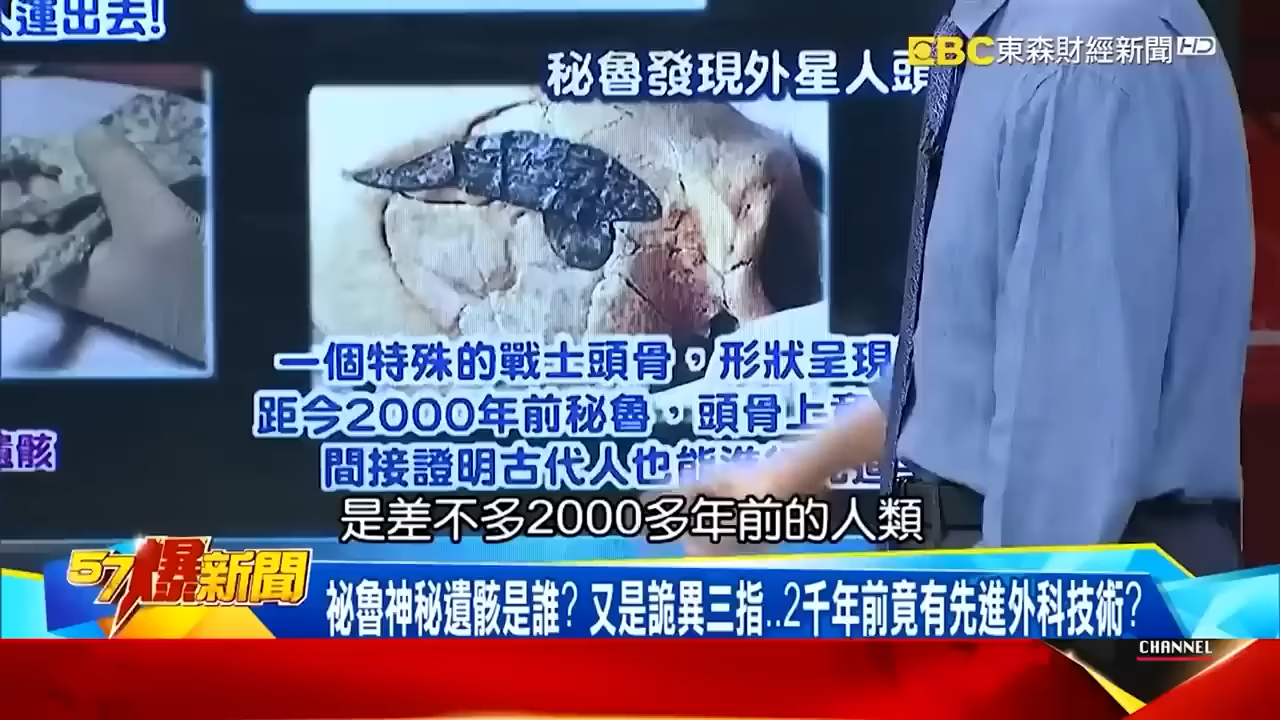 運出去!
EBC東森財經新聞HD
秘魯發現外星人頭
一個特殊的戰士頭骨。形狀呈現
距今2000年前秘魯，頭骨上
間接證明古代人也能進
遺骸
是差不多2000多年前的人類
57爆新聞
祕魯神秘遺骸是誰? 又是詭異三指..2千年前竟有先進外科技術?
CHANNEL